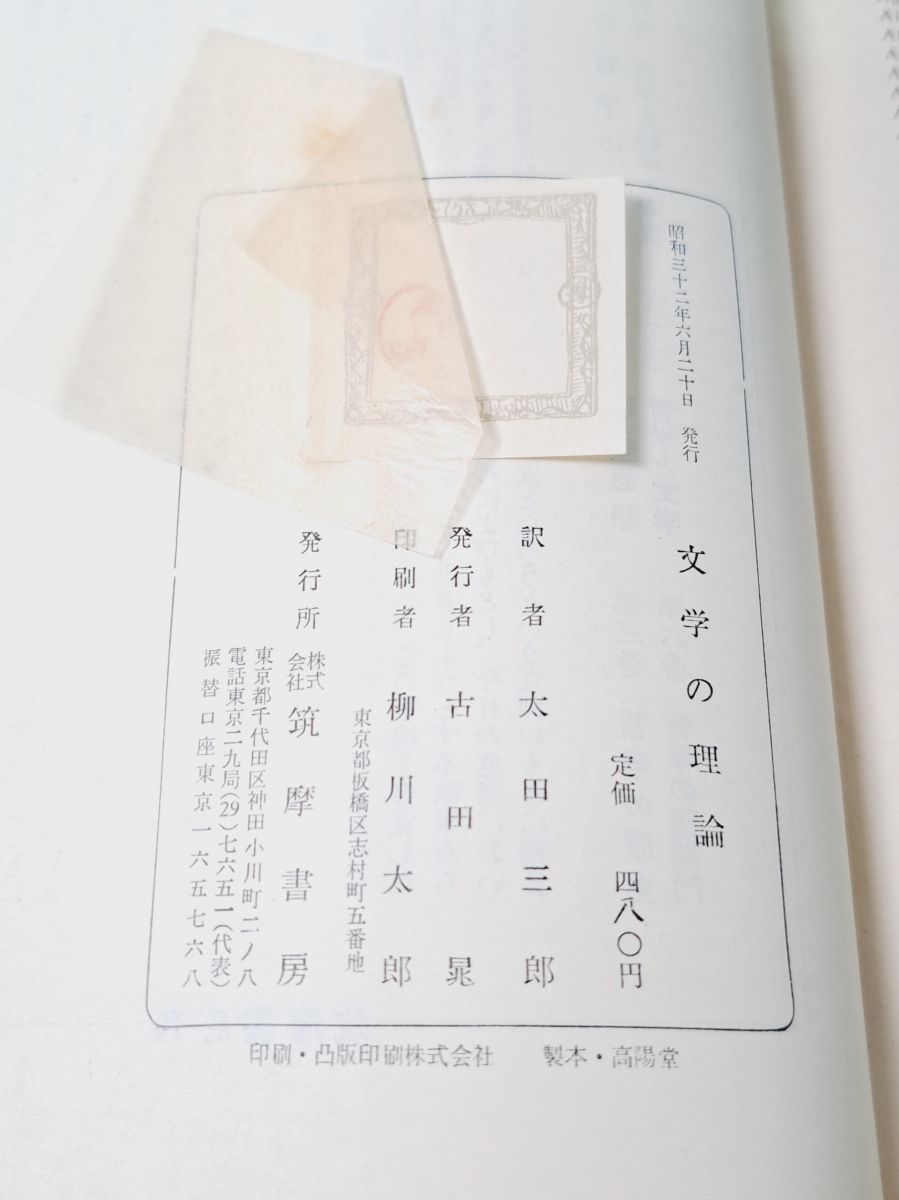 昭和三十二年六月二十日 発行
文学の理論
定価 四八〇円
訳者 太田三郎
発行者 古田晁
印刷者 柳川太郎
東京都板橋区志村町五番地
発行所 株式会社 筑摩書房
東京都千代田区神田小川町二ノ八
電話東京二九局(29)七六五一(代表)
振替口座東京一六五七六八
印刷・凸版印刷株式会社 製本・高陽堂